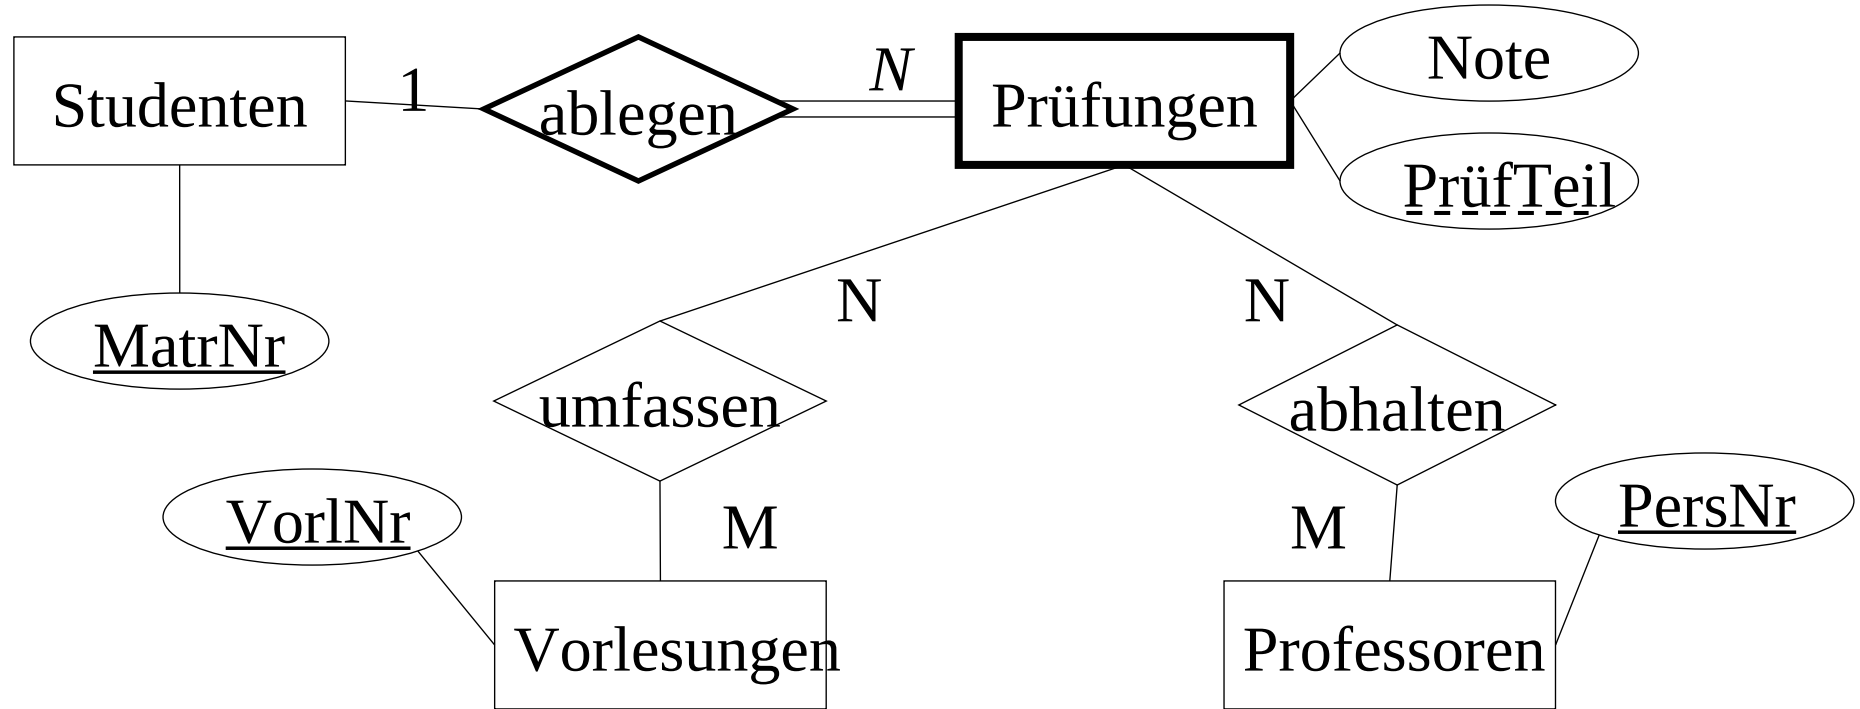 Studenten
1
ablegen
N
Prüfungen
Note
PrüfTeil
MatrNr
N
N
umfassen
abhalten
VorlNr
M
M
PersNr
Vorlesungen
Professoren